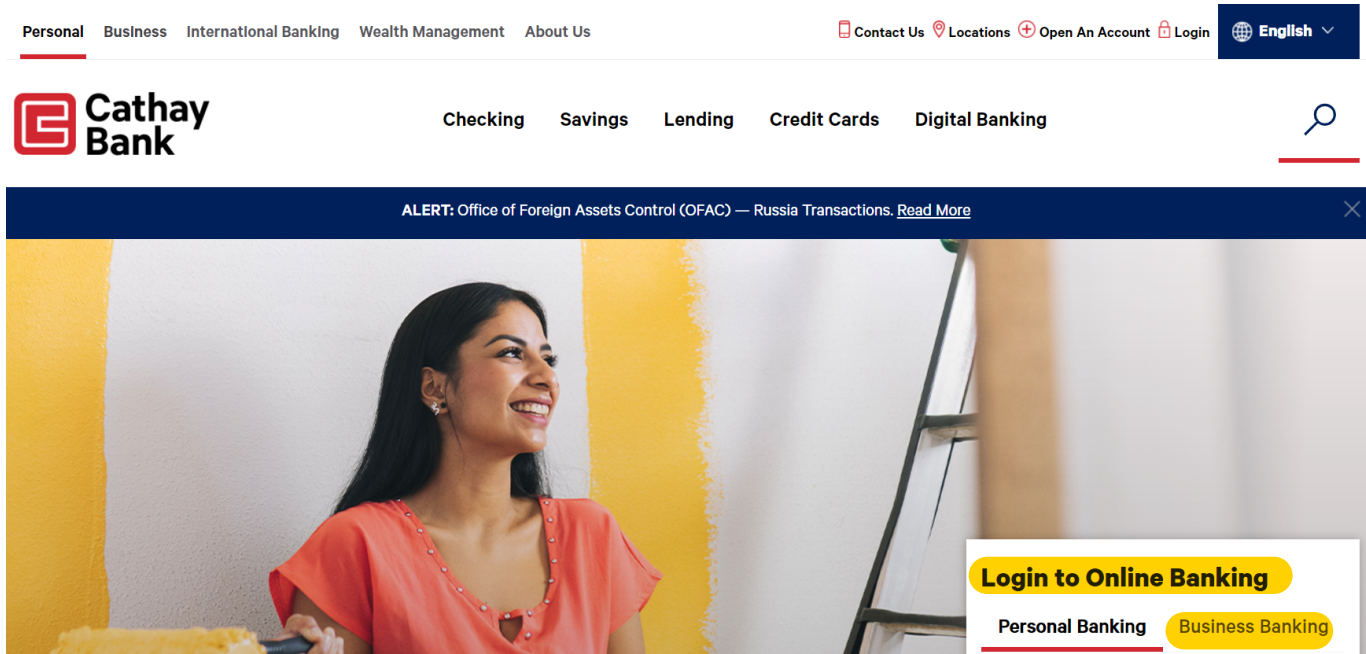 Personal Business International Banking Wealth Management About Us Contact Us Locations Open An Account Login English
Cathay
Bank
Checking Savings Lending Credit Cards Digital Banking
ALERT: Office of Foreign Assets Control (OFAC) — Russia Transactions. Read More
Login to Online Banking
Personal Banking Business Banking